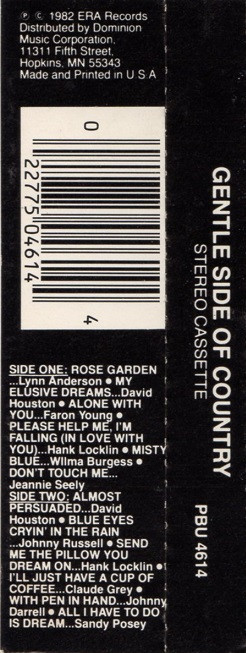 ℗ © 1982 ERA Records
Distributed by Dominion
Music Corporation,
11311 Fifth Street,
Hopkins, MN 55343
Made and Printed in U S A
0
22775 04614
4
SIDE ONE: ROSE GARDEN
...Lynn Anderson ● MY
ELUSIVE DREAMS...David
Houston ● ALONE WITH
YOU...Faron Young ●
PLEASE HELP ME, I'M
FALLING (IN LOVE WITH
YOU)...Hank Locklin ● MISTY
BLUE...Wilma Burgess ●
DON'T TOUCH ME...
Jeannie Seely
SIDE TWO: ALMOST
PERSUADED...David
Houston ● BLUE EYES
CRYIN' IN THE RAIN
...Johnny Russell ● SEND
ME THE PILLOW YOU
DREAM ON...Hank Locklin ●
I'LL JUST HAVE A CUP OF
COFFEE...Claude Grey ●
WITH PEN IN HAND...Johnny
Darrell ● ALL I HAVE TO DO
IS DREAM...Sandy Posey
GENTLE SIDE OF COUNTRY
STEREO CASSETTE
PBU 4614